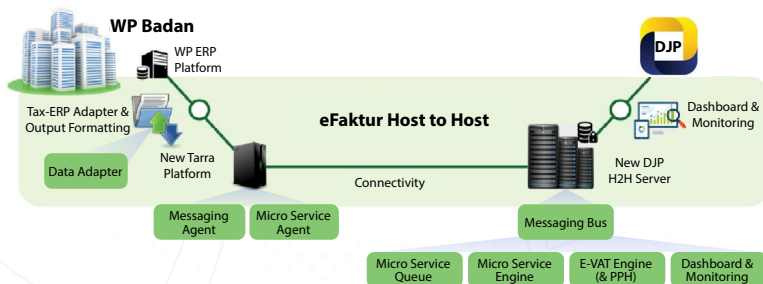 WP Badan
WP ERP
Platform
DJP
Tax-ERP Adapter &
Output Formatting
eFaktur Host to Host
Dashboard &
Monitoring
Data Adapter
New Tarra
Platform
Connectivity
New DJP
H2H Server
Messaging
Agent
Micro Service
Agent
Messaging Bus
Micro Service
Queue
Micro Service
Engine
E-VAT Engine
(& PPH)
Dashboard &
Monitoring